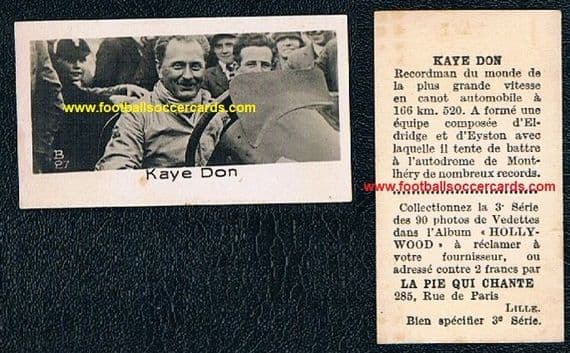 www.footballsoccercards.com
B
27
Kaye Don
KAYE DON
Recordman du monde de
la plus grande vitesse
en canot automobile à
166 km. 520. A formé une
équipe composée d'El-
dridge et d'Eyston avec
laquelle il tente de battre
à l'autodrome de Mont-
lhéry de nombreux records.
www.footballsoccercards.com
Collectionnez la 3ᵉ Série
des 90 photos de Vedettes
dans l'Album « HOLLY-
WOOD » à réclamer à
votre fournisseur, ou
adressé contre 2 francs par
LA PIE QUI CHANTE
285, Rue de Paris
LILLE.
Bien spécifier 3ᵉ Série.